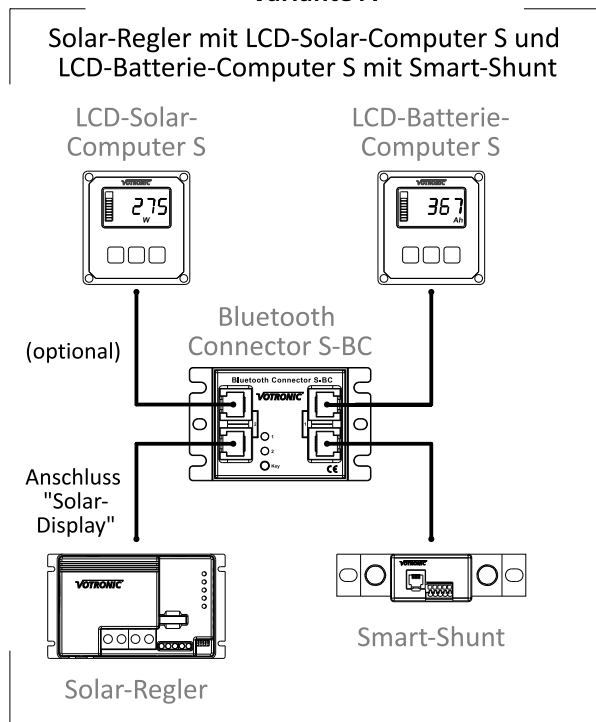 Solar-Regler mit LCD-Solar-Computer S und
LCD-Batterie-Computer S mit Smart-Shunt
LCD-Solar-
Computer S
LCD-Batterie-
Computer S
VOTRONIC
275
W
VOTRONIC
367
Ah
(optional)
Bluetooth
Connector S-BC
Bluetooth Connector S-BC
VOTRONIC
2
1
1
2
Key
CE
Anschluss
"Solar-
Display"
VOTRONIC
VOTRONIC
Smart-Shunt
Solar-Regler